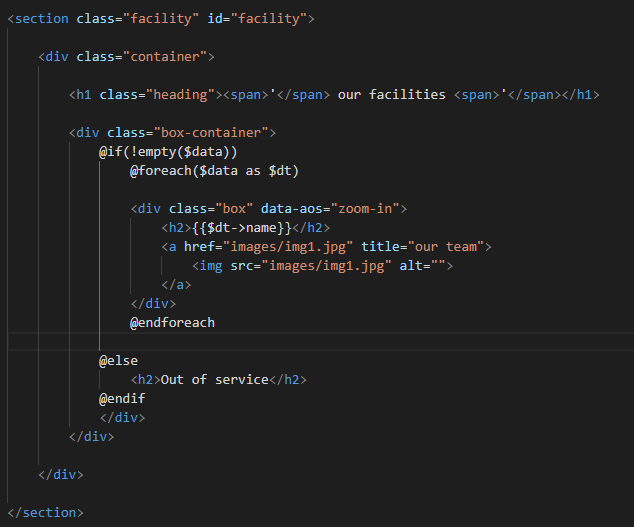 <section class="facility" id="facility">
<div class="container">
<h1 class="heading"><span>'</span> our facilities <span>'</span></h1>
<div class="box-container">
@if(!empty($data))
@foreach($data as $dt)
<div class="box" data-aos="zoom-in">
<h2>{{$dt->name}}</h2>
<a href="images/img1.jpg" title="our team">
<img src="images/img1.jpg" alt="">
</a>
</div>
@endforeach
@else
<h2>Out of service</h2>
@endif
</div>
</div>
</div>
</section>